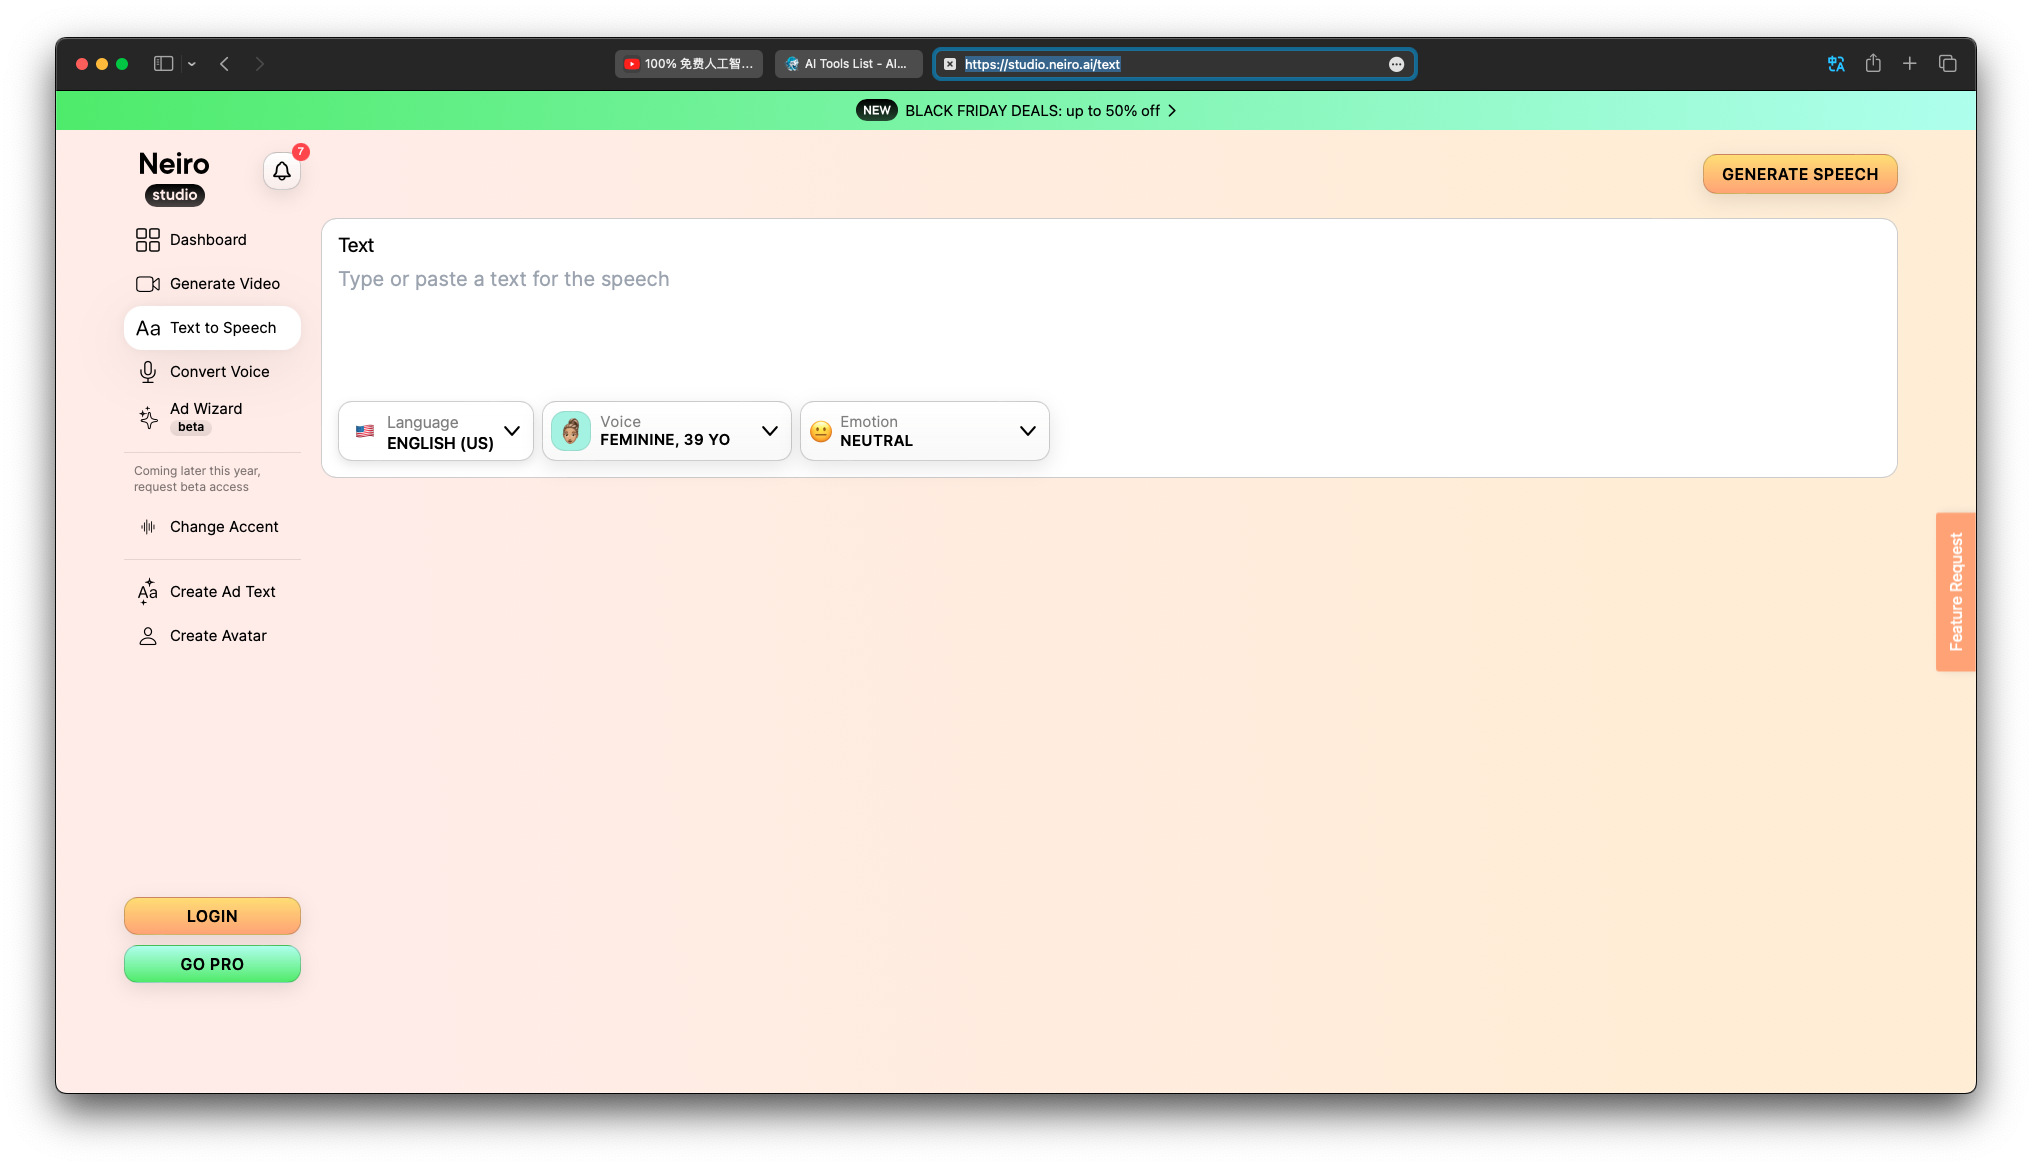 100% 免费人工智...
AI Tools List - AI...
https://studio.neiro.ai/text
NEW BLACK FRIDAY DEALS: up to 50% off
Neiro
studio
7
GENERATE SPEECH
Dashboard
Generate Video
Aa Text to Speech
Convert Voice
Ad Wizard
beta
Coming later this year,
request beta access
Change Accent
Aa Create Ad Text
Create Avatar
LOGIN
GO PRO
Text
Type or paste a text for the speech
Language
ENGLISH (US)
Voice
FEMININE, 39 YO
Emotion
NEUTRAL
Feature Request